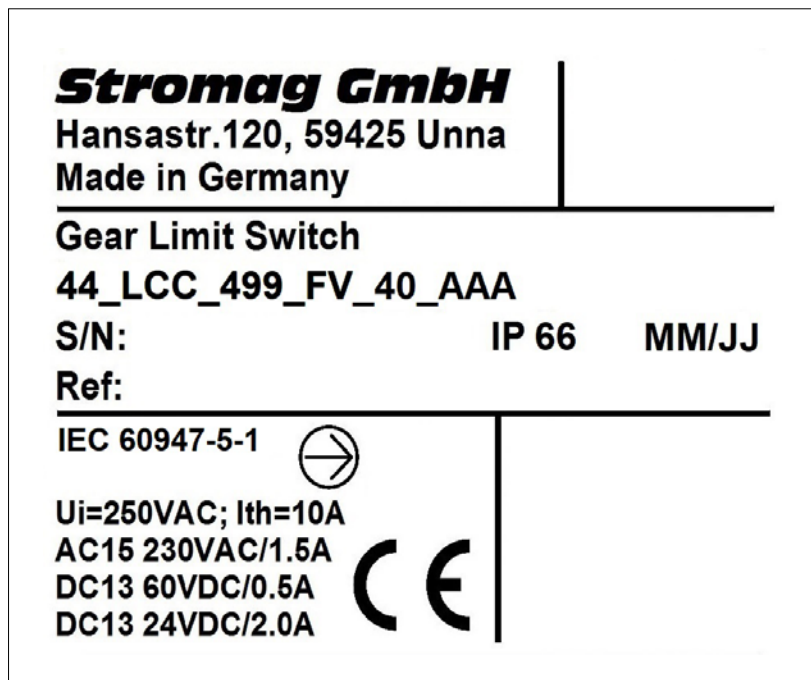 Stromag GmbH
Hansastr.120, 59425 Unna
Made in Germany
Gear Limit Switch
44_LCC_499_FV_40_AAA
S/N: IP 66 MM/JJ
Ref:
IEC 60947-5-1
Ui=250VAC; Ith=10A
AC15 230VAC/1.5A
DC13 60VDC/0.5A
DC13 24VDC/2.0A
CE